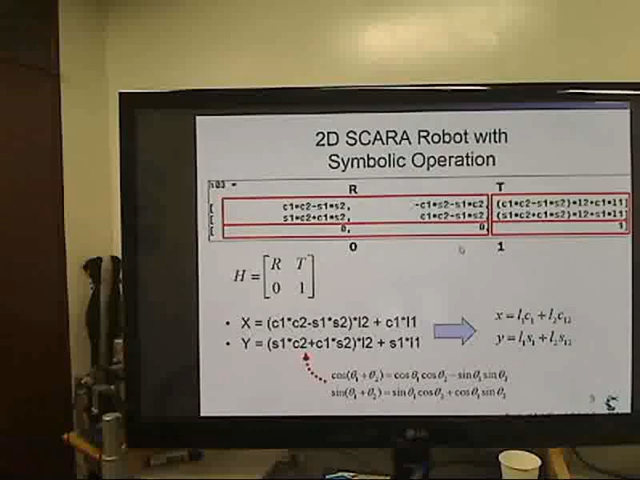 2D SCARA Robot with
Symbolic Operation
R T
[ c1*c2-s1*s2, -c1*s2-s1*c2, (c1*c2-s1*s2)*l2+c1*l1]
[ s1*c2+c1*s2, c1*c2-s1*s2, (s1*c2+c1*s2)*l2+s1*l1]
[ 0, 0, 1]
0 1
H = [R T
0 1]
• X = (c1*c2-s1*s2)*l2 + c1*l1
• Y = (s1*c2+c1*s2)*l2 + s1*l1
x = l₁c₁ + l₂c₁₂
y = l₁s₁ + l₂s₁₂
cos(θ₁ + θ₂) = cos θ₁ cos θ₂ − sin θ₁ sin θ₂
sin(θ₁ + θ₂) = sin θ₁ cos θ₂ + cos θ₁ sin θ₂
LG